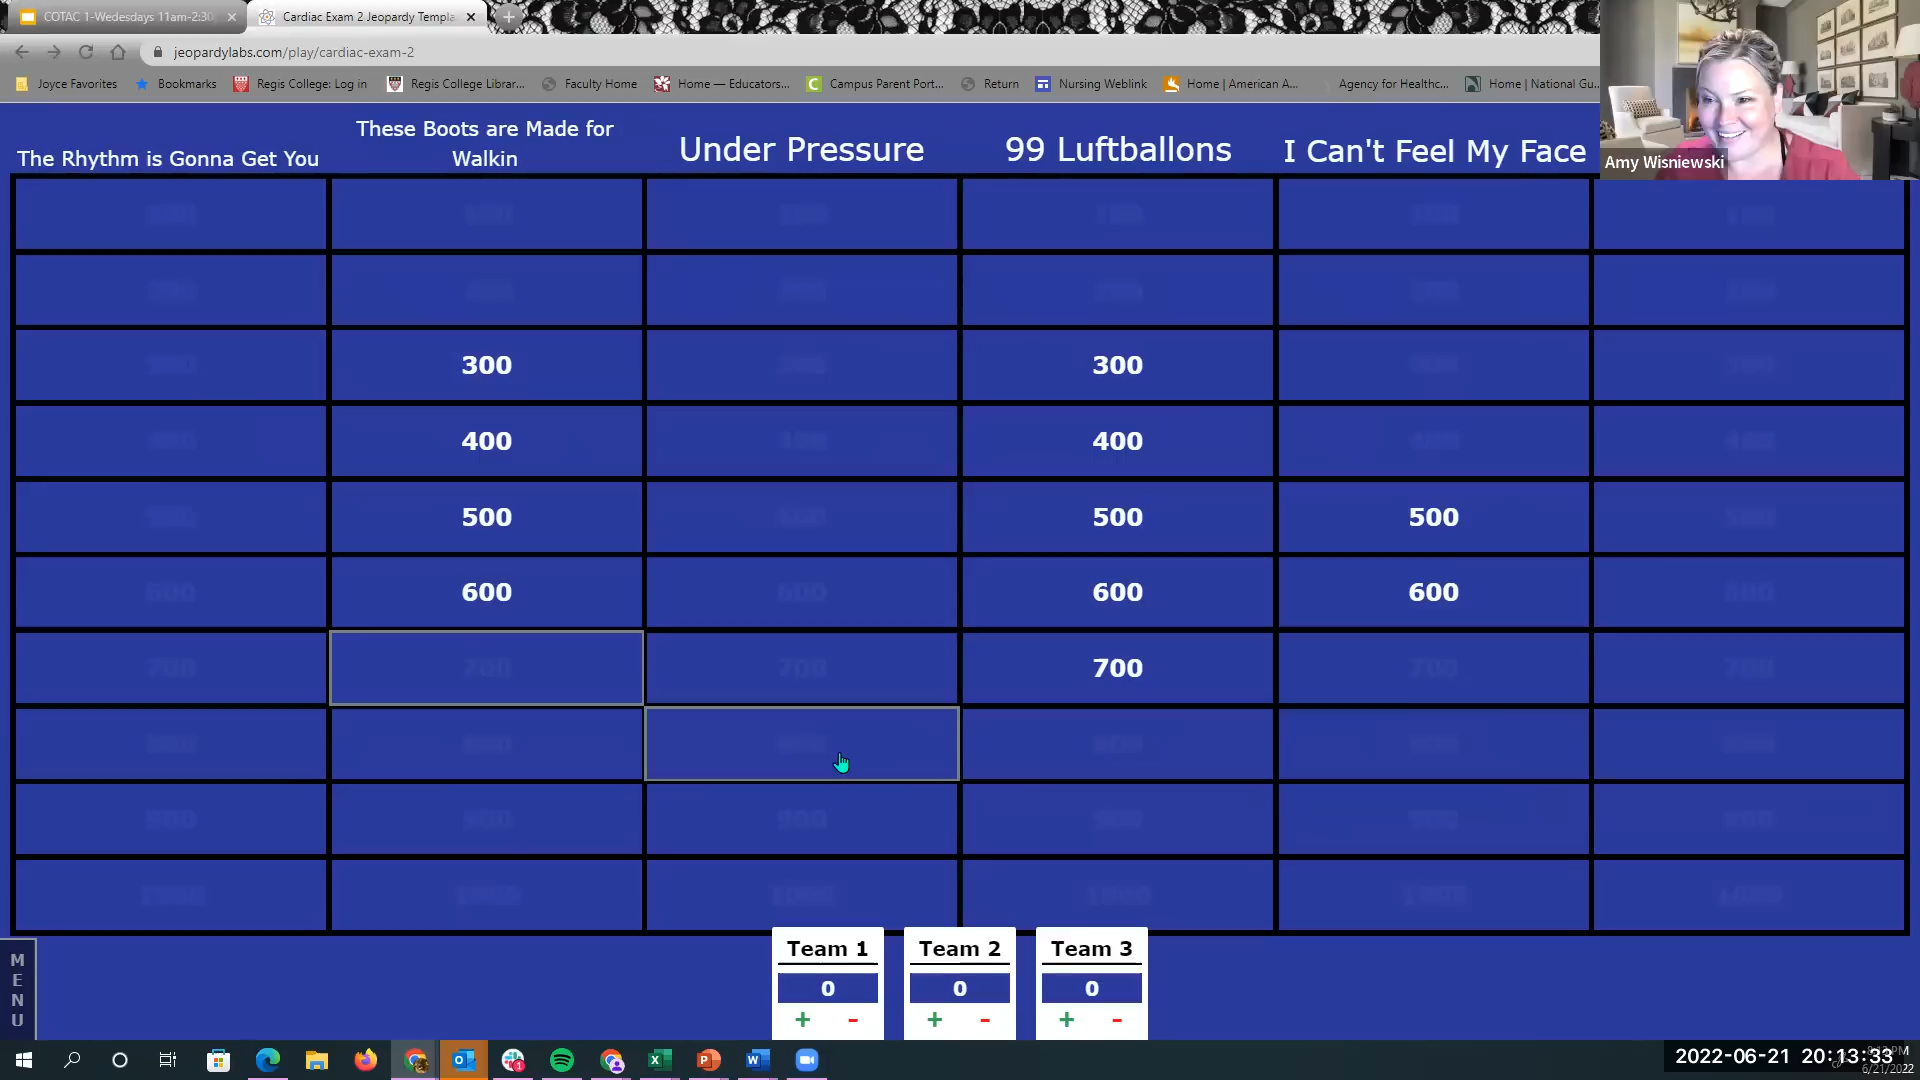 COTAC 1-Wedesdays 11am-2:30
Cardiac Exam 2 Jeopardy Templa
jeopardylabs.com/play/cardiac-exam-2
Joyce Favorites
Bookmarks
Regis College: Log in
Regis College Librar...
Faculty Home
Home — Educators...
Campus Parent Port...
Return
Nursing Weblink
Home | American A...
Agency for Healthc...
Home | National Gu...
Amy Wisniewski
The Rhythm is Gonna Get You
These Boots are Made for
Walkin
Under Pressure
99 Luftballons
I Can't Feel My Face
300 300
400 400
500 500 500
600 600 600
700
MENU
Team 1 Team 2 Team 3
0 0 0
+ - + - + -
2022-06-21 20:13:33
6/21/2022